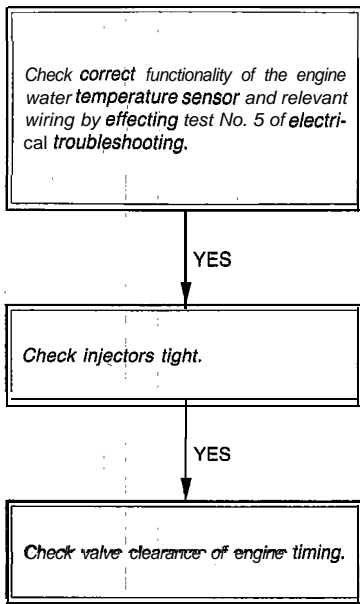 Check correct functionality of the engine
water temperature sensor and relevant
wiring by effecting test No. 5 of electri-
cal troubleshooting.
YES
Check injectors tight.
YES
Check valve clearance of engine timing.